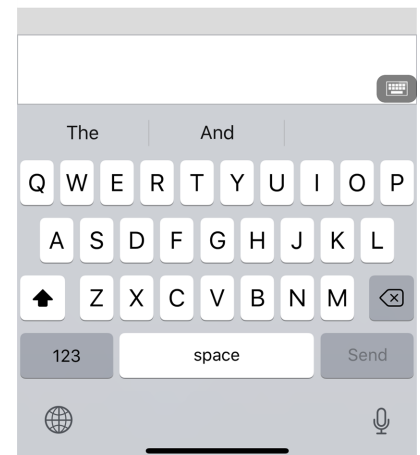 The And
Q W E R T Y U I O P
A S D F G H J K L
Z X C V B N M
123 space Send